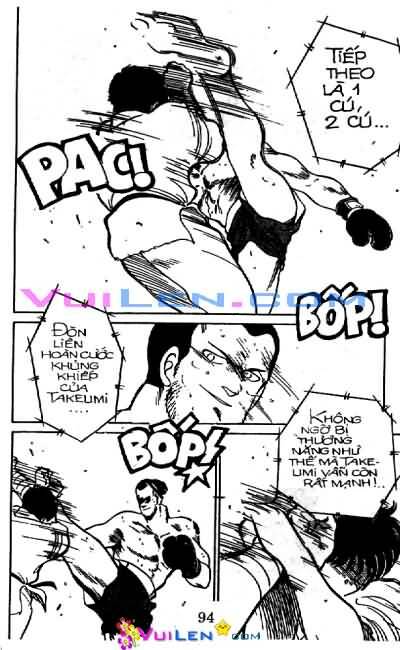 TIẾP
THEO
LÀ 1
CÚ,
2 CÚ...
PAC!
VUILEN.COM
BỐP!
ĐÒN
LIÊN
HOÀN CƯỚC
KHỦNG
KHIẾP
CỦA
TAKEUMI
....
BỐP!
KHÔNG
NGỜ BỊ
THƯƠNG
NẶNG NHƯ
THẾ MÀ TAKE-
UMI VẪN CÒN
RẤT MẠNH!..
94
VUILEN.COM